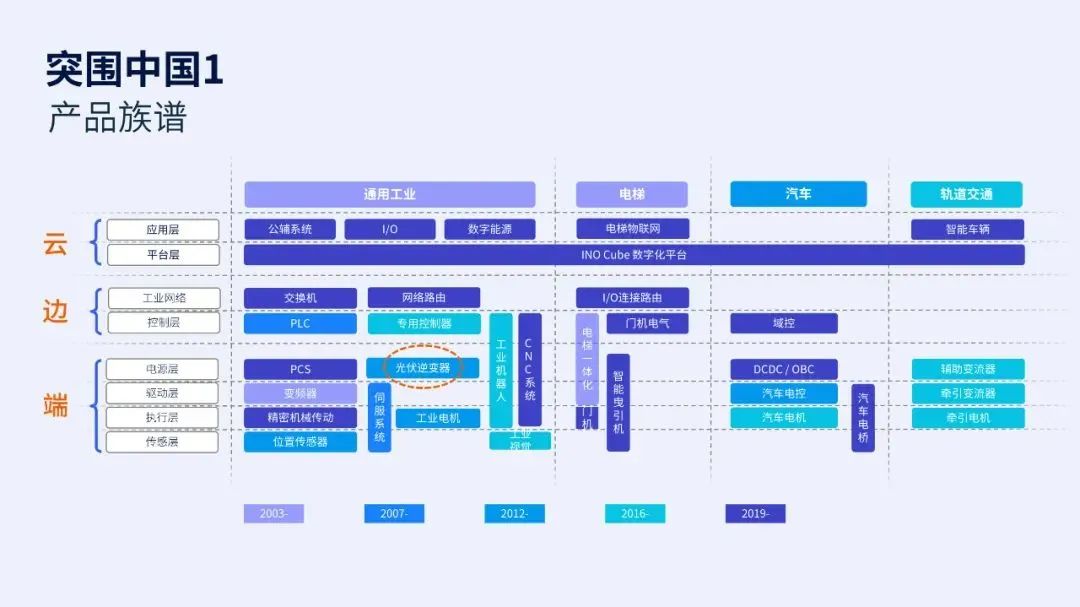 突围中国1
产品族谱
通用工业
电梯
汽车
轨道交通
云
应用层
公辅系统
I/O
数字能源
电梯物联网
智能车辆
平台层
INO Cube 数字化平台
边
工业网络
交换机
网络路由
I/O连接路由
控制层
PLC
专用控制器
工业机器人
CNC系统
电梯一体化
门机电气
域控
端
电源层
PCS
光伏逆变器
智能曳引机
DCDC / OBC
辅助变流器
驱动层
变频器
伺服系统
汽车电控
汽车电桥
牵引变流器
执行层
精密机械传动
工业电机
门机
汽车电机
牵引电机
传感层
位置传感器
工业
视觉
2003-
2007-
2012-
2016-
2019-